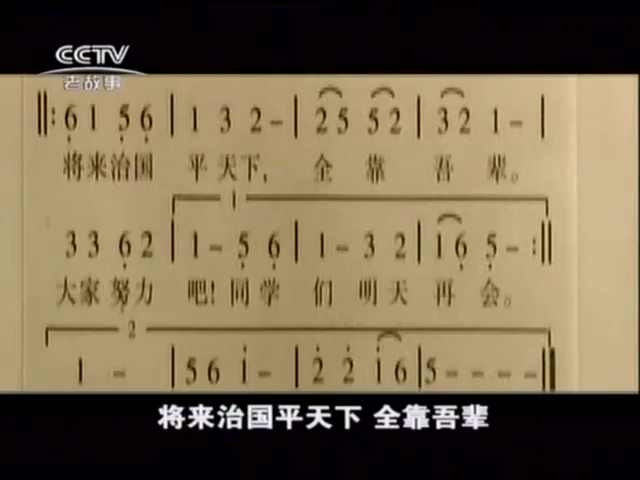 CCTV
老故事
‖: 6 1 5 6 | 1 3 2 – | 2 5 5 2 | 3 2 1 – |
将来治国 平天下, 全 靠 吾 辈。
1
3 3 6 2 | 1 – 5 6 | 1 – 3 2 | 1 6 5 – :‖
大家努力 吧! 同学 们 明天 再 会。
2
1 – | 5 6 i – | 2 2 i 6 | 5 – – – ‖
将来治国平天下 全靠吾辈